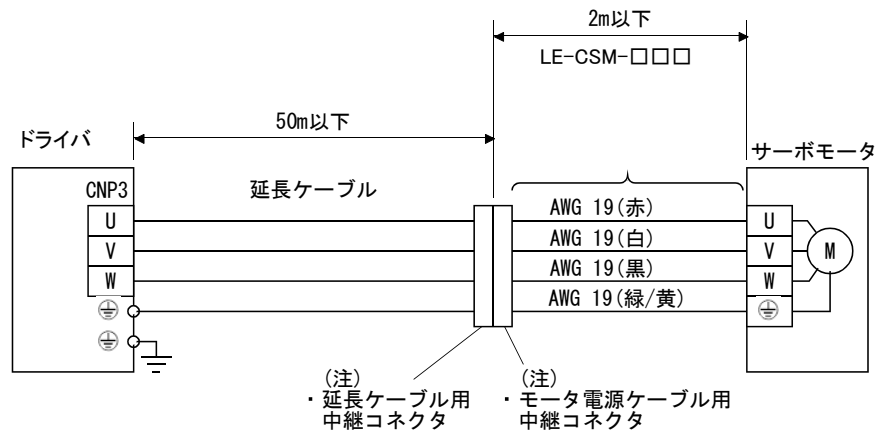 2m以下
LE-CSM-□□□
50m以下
ドライバ
サーボモータ
CNP3
延長ケーブル
U
AWG 19(赤)
U
V
AWG 19(白)
V
M
W
AWG 19(黒)
W
AWG 19(緑/黄)
(注)
・延長ケーブル用
中継コネクタ
(注)
・モータ電源ケーブル用
中継コネクタ